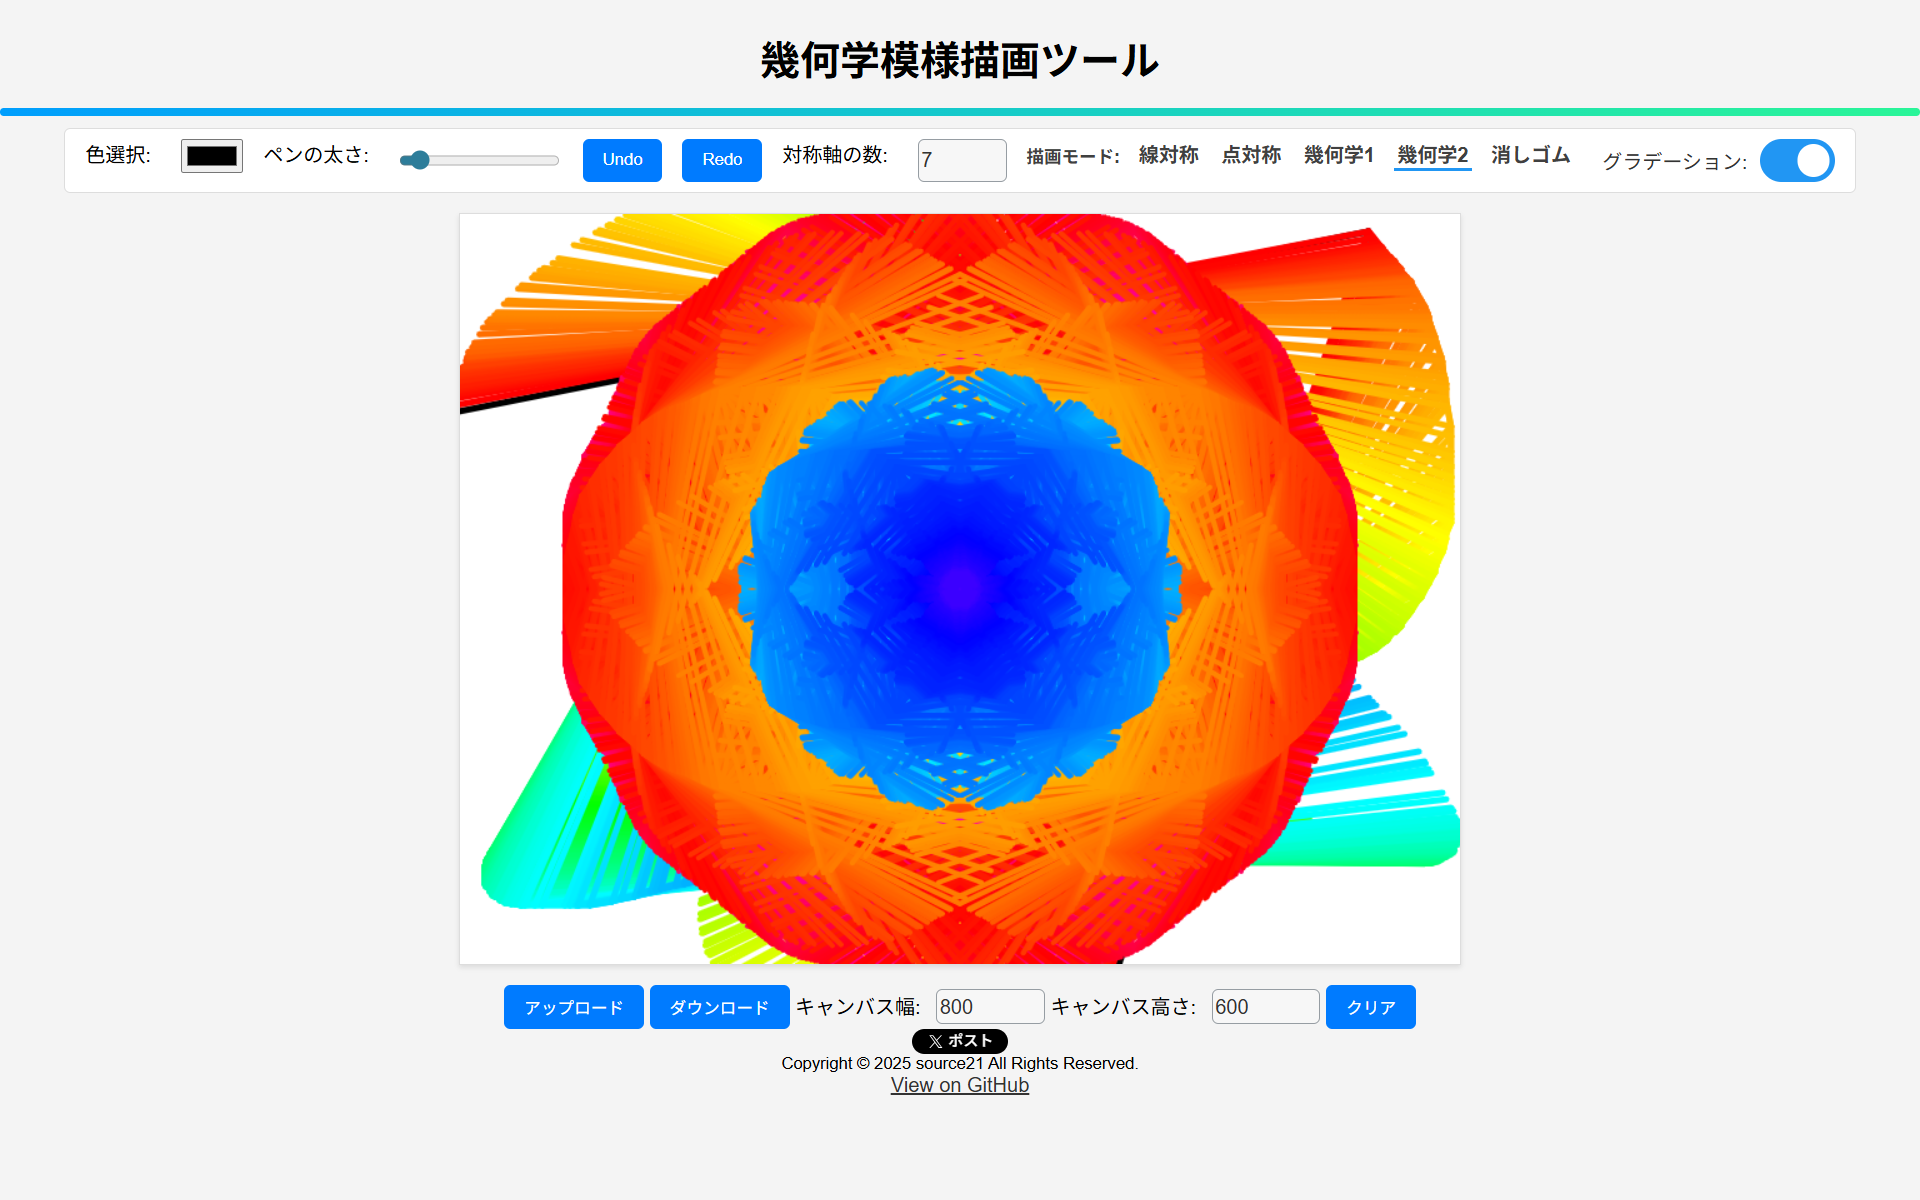 幾何学模様描画ツール
色選択: ペンの太さ: Undo Redo 対称軸の数: 7 描画モード: 線対称 点対称 幾何学1 幾何学2 消しゴム グラデーション:
アップロード ダウンロード キャンバス幅: 800 キャンバス高さ: 600 クリア
X ポスト
Copyright © 2025 source21 All Rights Reserved.
View on GitHub